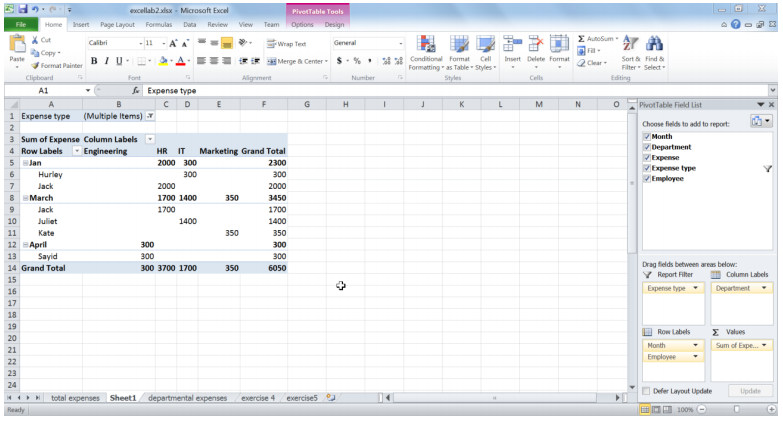 excellab2.xlsx - Microsoft Excel PivotTable Tools
File Home Insert Page Layout Formulas Data Review View Team Options Design
Paste Cut Calibri 11 A A Wrap Text General Σ AutoSum
Copy Fill
Format Painter B I U A Merge & Center $ % , Conditional Formatting Format as Table Cell Styles Insert Delete Format Clear Sort & Filter Find & Select
Clipboard Font Alignment Number Styles Cells Editing
A1 fx Expense type
A B C D E F G H I J K L M N O
1 Expense type (Multiple Items)
2
3 Sum of Expense Column Labels
4 Row Labels Engineering HR IT Marketing Grand Total
5 Jan 2000 300 2300
6 Hurley 300 300
7 Jack 2000 2000
8 March 1700 1400 350 3450
9 Jack 1700 1700
10 Juliet 1400 1400
11 Kate 350 350
12 April 300 300
13 Sayid 300 300
14 Grand Total 300 3700 1700 350 6050
15
16
17
18
19
20
21
22
23
24
PivotTable Field List
Choose fields to add to report:
Month
Department
Expense
Expense type
Employee
Drag fields between areas below:
Report Filter Column Labels
Expense type Department
Row Labels Σ Values
Month Sum of Expe...
Employee
Defer Layout Update Update
total expenses Sheet1 departmental expenses exercise 4 exercise5
Ready 100%